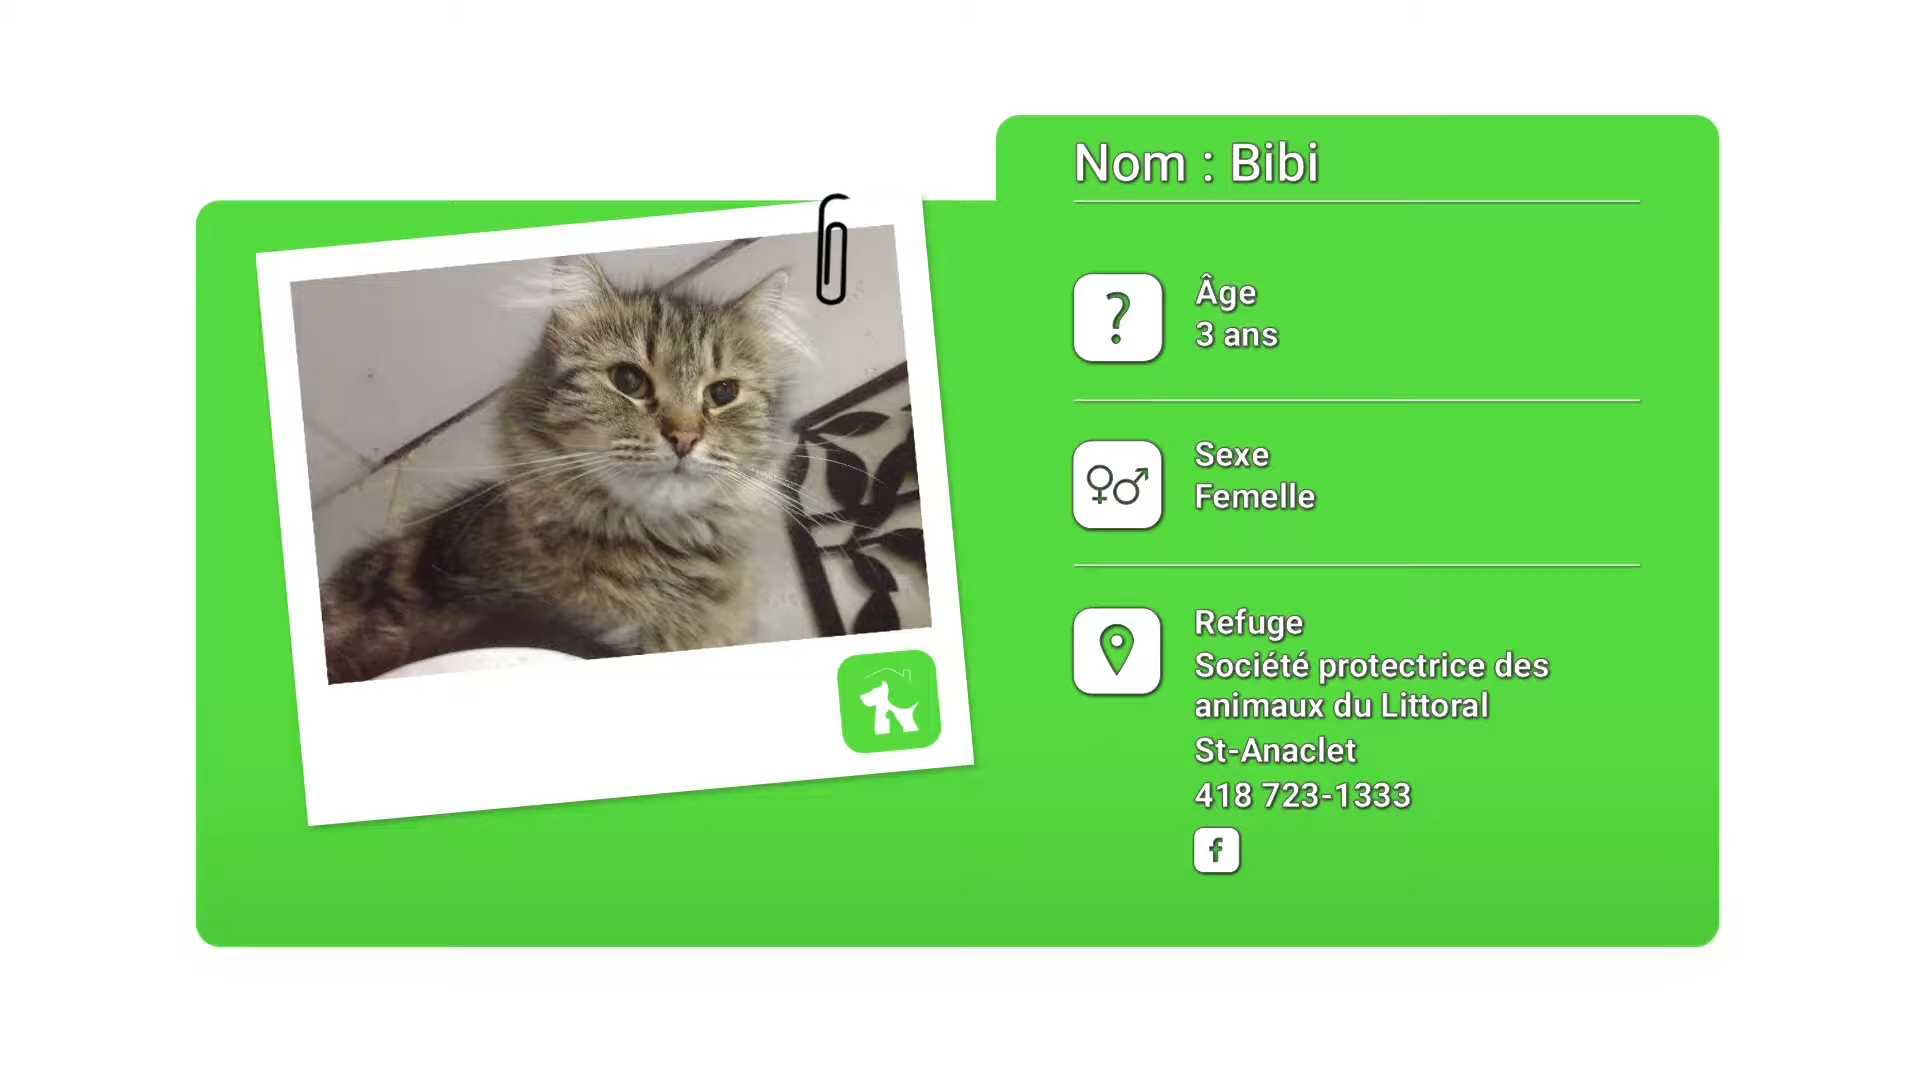 Nom : Bibi
Âge
3 ans
Sexe
Femelle
Refuge
Société protectrice des
animaux du Littoral
St-Anaclet
418 723-1333